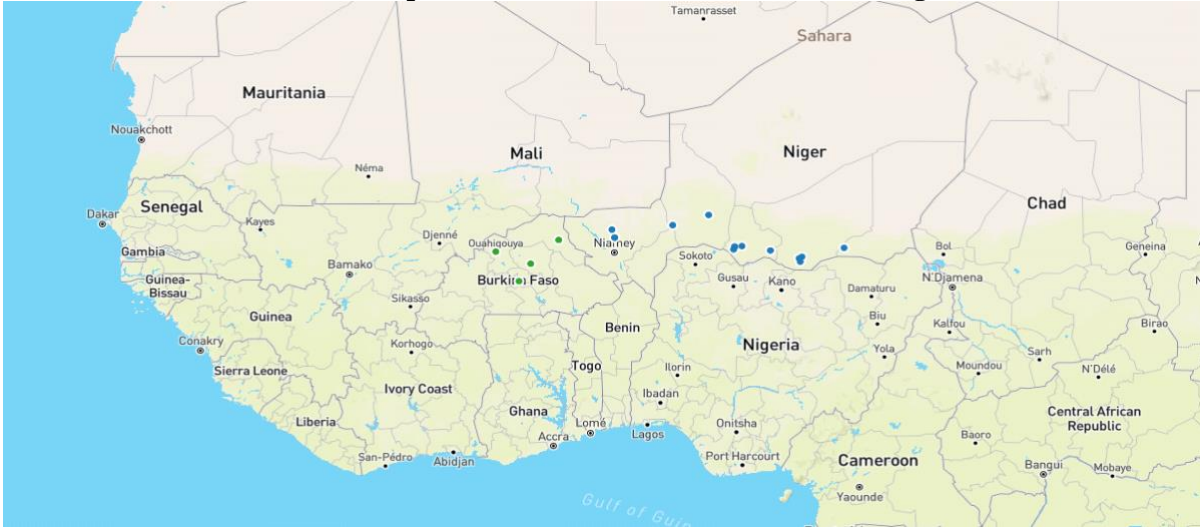 Tamanrasset
Sahara
Mauritania
Nouakchott
Mali
Niger
Néma
Chad
Dakar
Senegal
Kayes
Djenné
Ouahigouya
Niamey
Bol
Geneina
Gambia
Bamako
Sokoto
Guinea-
Bissau
Burkina Faso
Gusau
Kano
N'Djamena
Damaturu
Sikasso
Guinea
Biu
Kalfou
Birao
Benin
Conakry
Korhogo
Nigeria
Yola
Sarh
Sierra Leone
Togo
Ilorin
Moundou
N'Délé
Ivory Coast
Ibadan
Liberia
Ghana
Central African
Republic
Lomé
Onitsha
Accra
Lagos
Baoro
San-Pédro
Abidjan
Port Harcourt
Cameroon
Bangui
Mobaye
Yaounde
Gulf of Guin